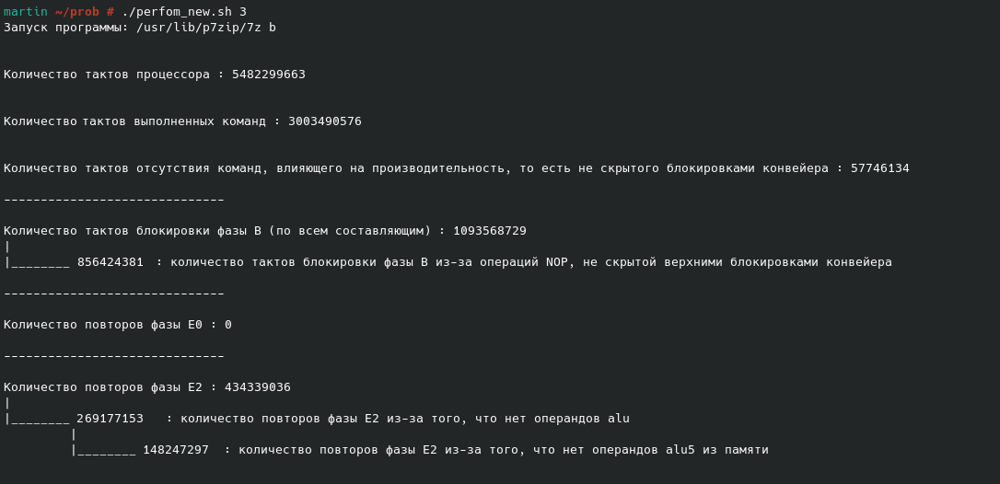 martin ~/prob # ./perfom_new.sh 3
Запуск программы: /usr/lib/p7zip/7z b
Количество тактов процессора : 5482299663
Количество тактов выполненных команд : 3003490576
Количество тактов отсутствия команд, влияющего на производительность, то есть не скрытого блокировками конвейера : 57746134
------------------------------
Количество тактов блокировки фазы B (по всем составляющим) : 1093568729
|
|________ 856424381 : количество тактов блокировки фазы B из-за операций NOP, не скрытой верхними блокировками конвейера
------------------------------
Количество повторов фазы E0 : 0
------------------------------
Количество повторов фазы E2 : 434339036
|
|________ 269177153 : количество повторов фазы E2 из-за того, что нет операндов alu
|
|________ 148247297 : количество повторов фазы E2 из-за того, что нет операндов alu5 из памяти